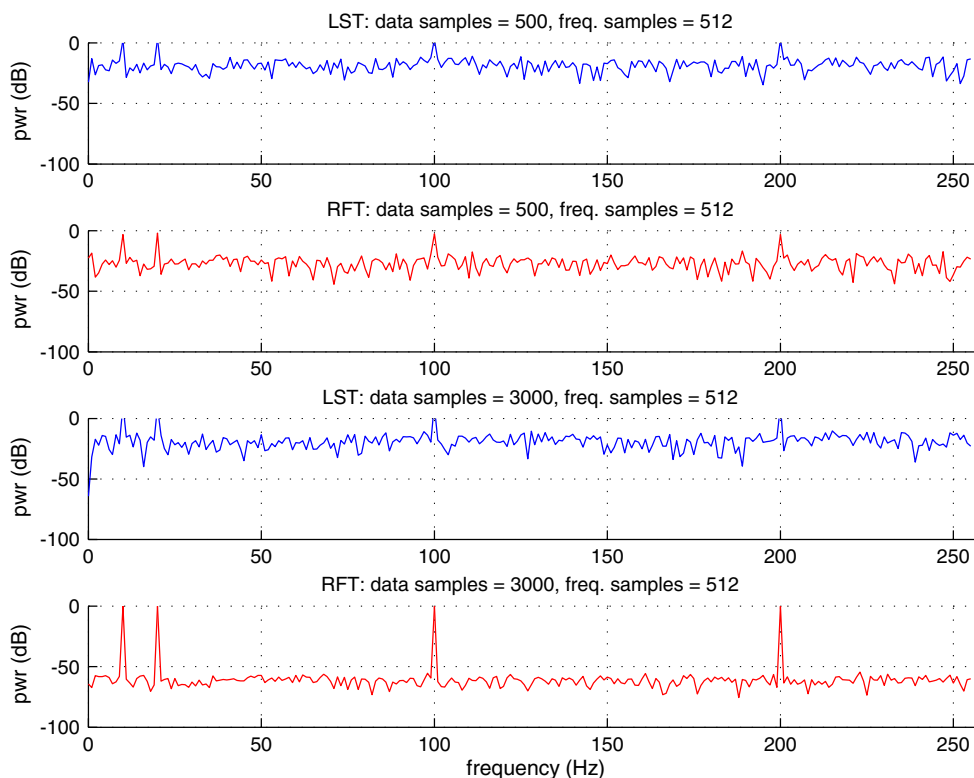 LST: data samples = 500, freq. samples = 512
0
-50
-100
pwr (dB)
0 50 100 150 200 250
RFT: data samples = 500, freq. samples = 512
0
-50
-100
pwr (dB)
0 50 100 150 200 250
LST: data samples = 3000, freq. samples = 512
0
-50
-100
pwr (dB)
0 50 100 150 200 250
RFT: data samples = 3000, freq. samples = 512
0
-50
-100
pwr (dB)
0 50 100 150 200 250
frequency (Hz)